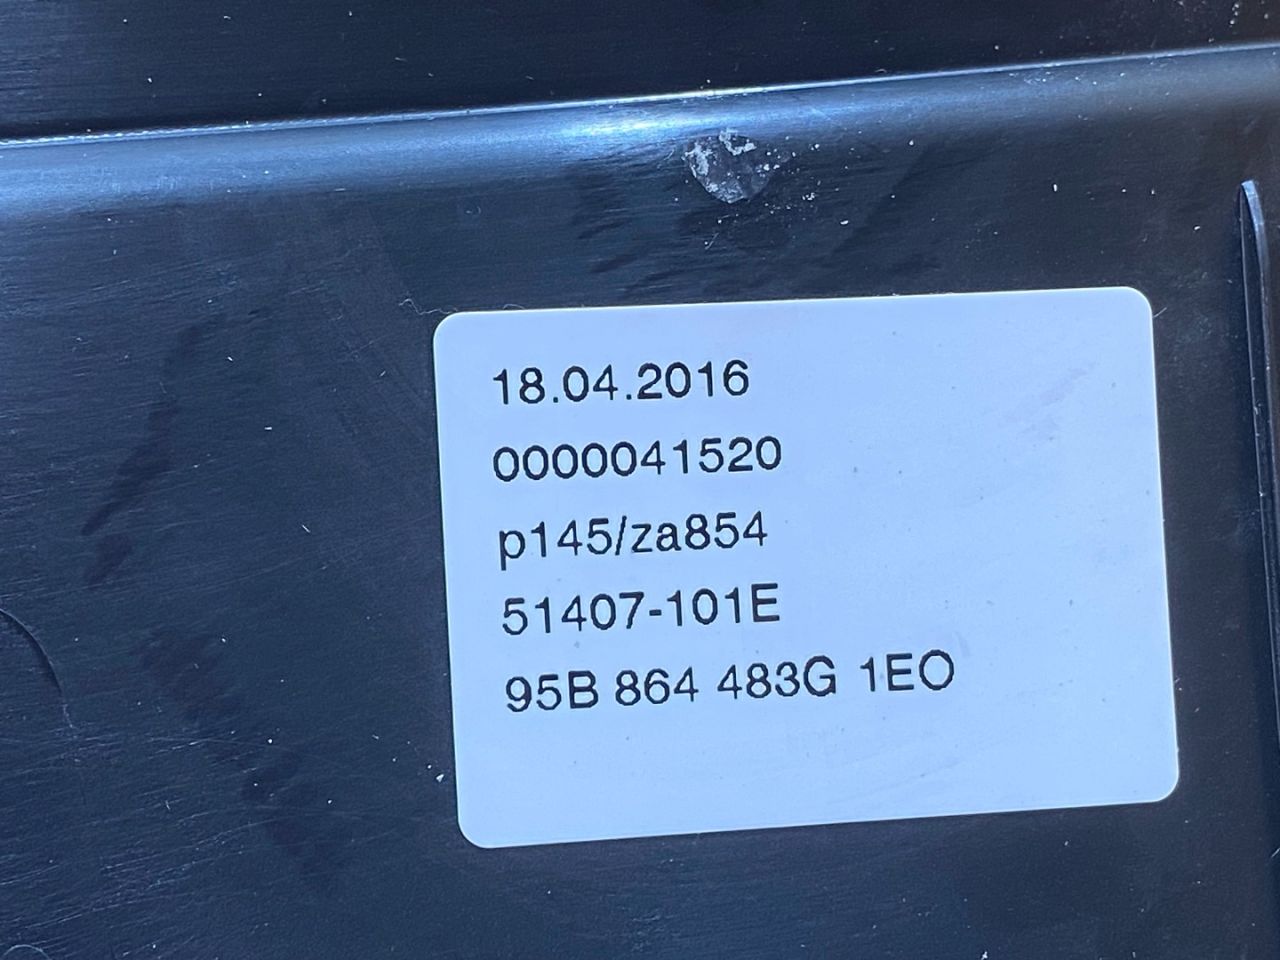 18.04.2016
0000041520
p145/za854
51407-101E
95B 864 483G 1EO